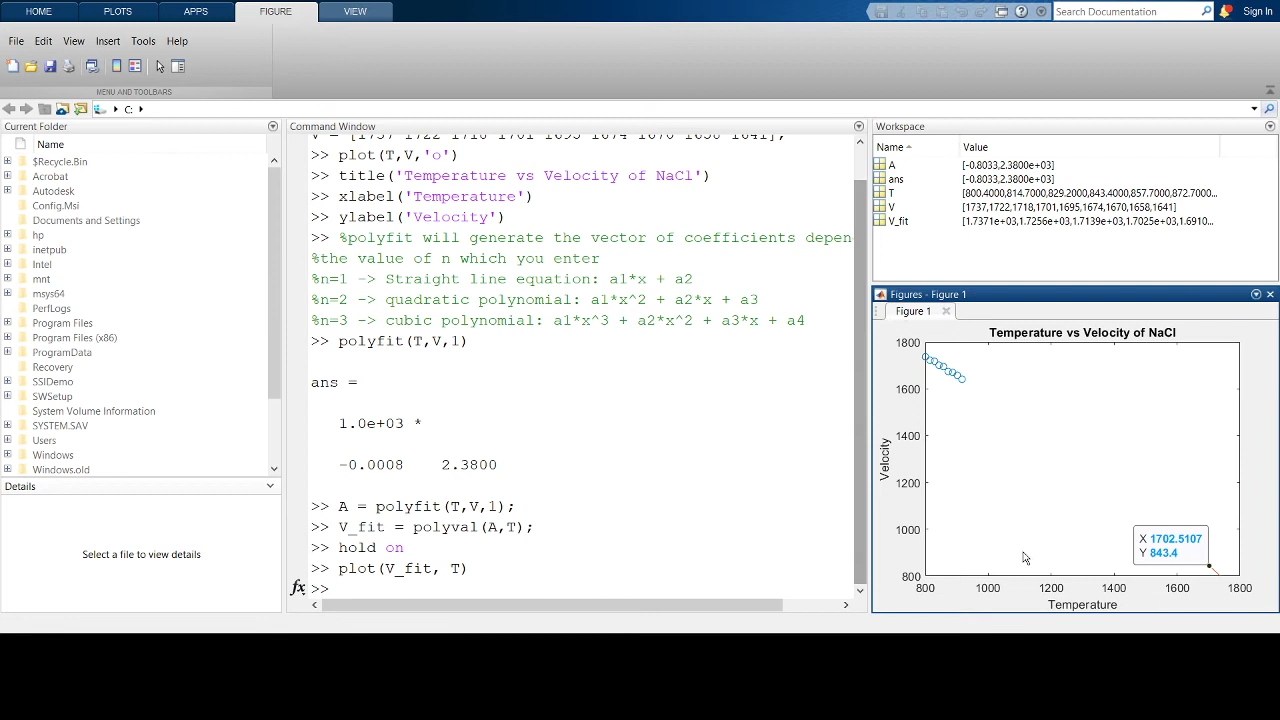 HOME PLOTS APPS FIGURE VIEW Search Documentation Sign In
File Edit View Insert Tools Help
MENU AND TOOLBARS
C:
Current Folder
Name
$Recycle.Bin
Acrobat
Autodesk
Config.Msi
Documents and Settings
hp
inetpub
Intel
mnt
msys64
PerfLogs
Program Files
Program Files (x86)
ProgramData
Recovery
SSIDemo
SWSetup
System Volume Information
SYSTEM.SAV
Users
Windows
Windows.old
Details
Select a file to view details
Command Window
V = [1737 1722 1718 1701 1695 1674 1670 1658 1641];
>> plot(T,V,'o')
>> title('Temperature vs Velocity of NaCl')
>> xlabel('Temperature')
>> ylabel('Velocity')
>> %polyfit will generate the vector of coefficients depen
%the value of n which you enter
%n=1 -> Straight line equation: a1*x + a2
%n=2 -> quadratic polynomial: a1*x^2 + a2*x + a3
%n=3 -> cubic polynomial: a1*x^3 + a2*x^2 + a3*x + a4
>> polyfit(T,V,1)
ans =
1.0e+03 *
-0.0008 2.3800
>> A = polyfit(T,V,1);
>> V_fit = polyval(A,T);
>> hold on
>> plot(V_fit, T)
fx >>
Workspace
Name Value
A [-0.8033,2.3800e+03]
ans [-0.8033,2.3800e+03]
T [800.4000,814.7000,829.2000,843.4000,857.7000,872.7000...
V [1737,1722,1718,1701,1695,1674,1670,1658,1641]
V_fit [1.7371e+03,1.7256e+03,1.7139e+03,1.7025e+03,1.6910...
Figures - Figure 1
Figure 1
Temperature vs Velocity of NaCl
1800
1600
1400
1200
1000
800
Velocity
X 1702.5107
Y 843.4
800 1000 1200 1400 1600 1800
Temperature